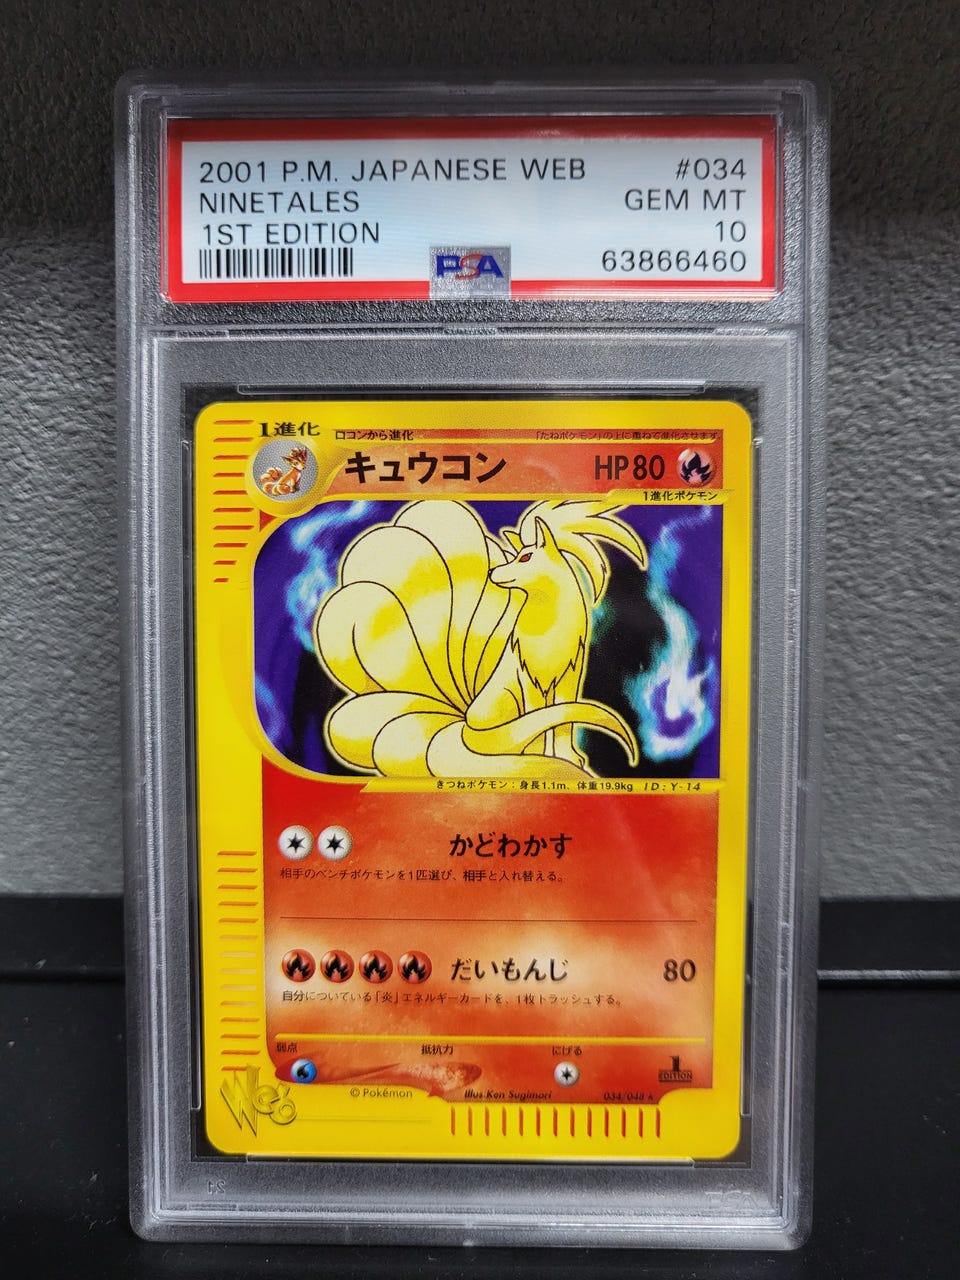 2001 P.M. JAPANESE WEB #034
NINETALES GEM MT
1ST EDITION 10
PSA 63866460
1進化 ロコンから進化 「たねポケモン」の上に重ねて進化させます。
キュウコン HP80
1進化ポケモン
きつねポケモン：身長1.1m、体重19.9kg ID:Y-14
かどわかす
相手のベンチポケモンを1匹選び、相手と入れ替える。
だいもんじ 80
自分についている「炎」エネルギーカードを、1枚トラッシュする。
弱点 抵抗力 にげる
1
EDITION
Web ©Pokémon Illus.Ken Sugimori 034/048 ★